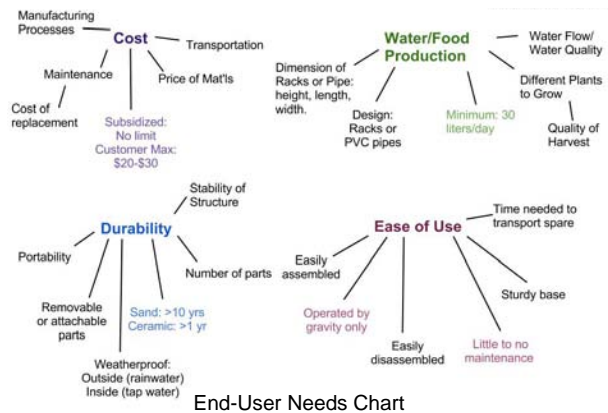 Manufacturing
Processes
Cost
Transportation
Maintenance
Price of Mat'ls
Cost of
replacement
Subsidized:
No limit
Customer Max:
$20-$30
Water/Food
Production
Water Flow/
Water Quality
Dimension of
Racks or Pipe:
height, length,
width.
Different Plants
to Grow
Design:
Racks or
PVC pipes
Minimum: 30
liters/day
Quality of
Harvest
Durability
Stability of
Structure
Portability
Number of parts
Removable
or attachable
parts
Sand: >10 yrs
Ceramic: >1 yr
Weatherproof:
Outside (rainwater)
Inside (tap water)
Ease of Use
Time needed to
transport spare
Easily
assembled
Sturdy base
Operated by
gravity only
Easily
disassembled
Little to no
maintenance
End-User Needs Chart